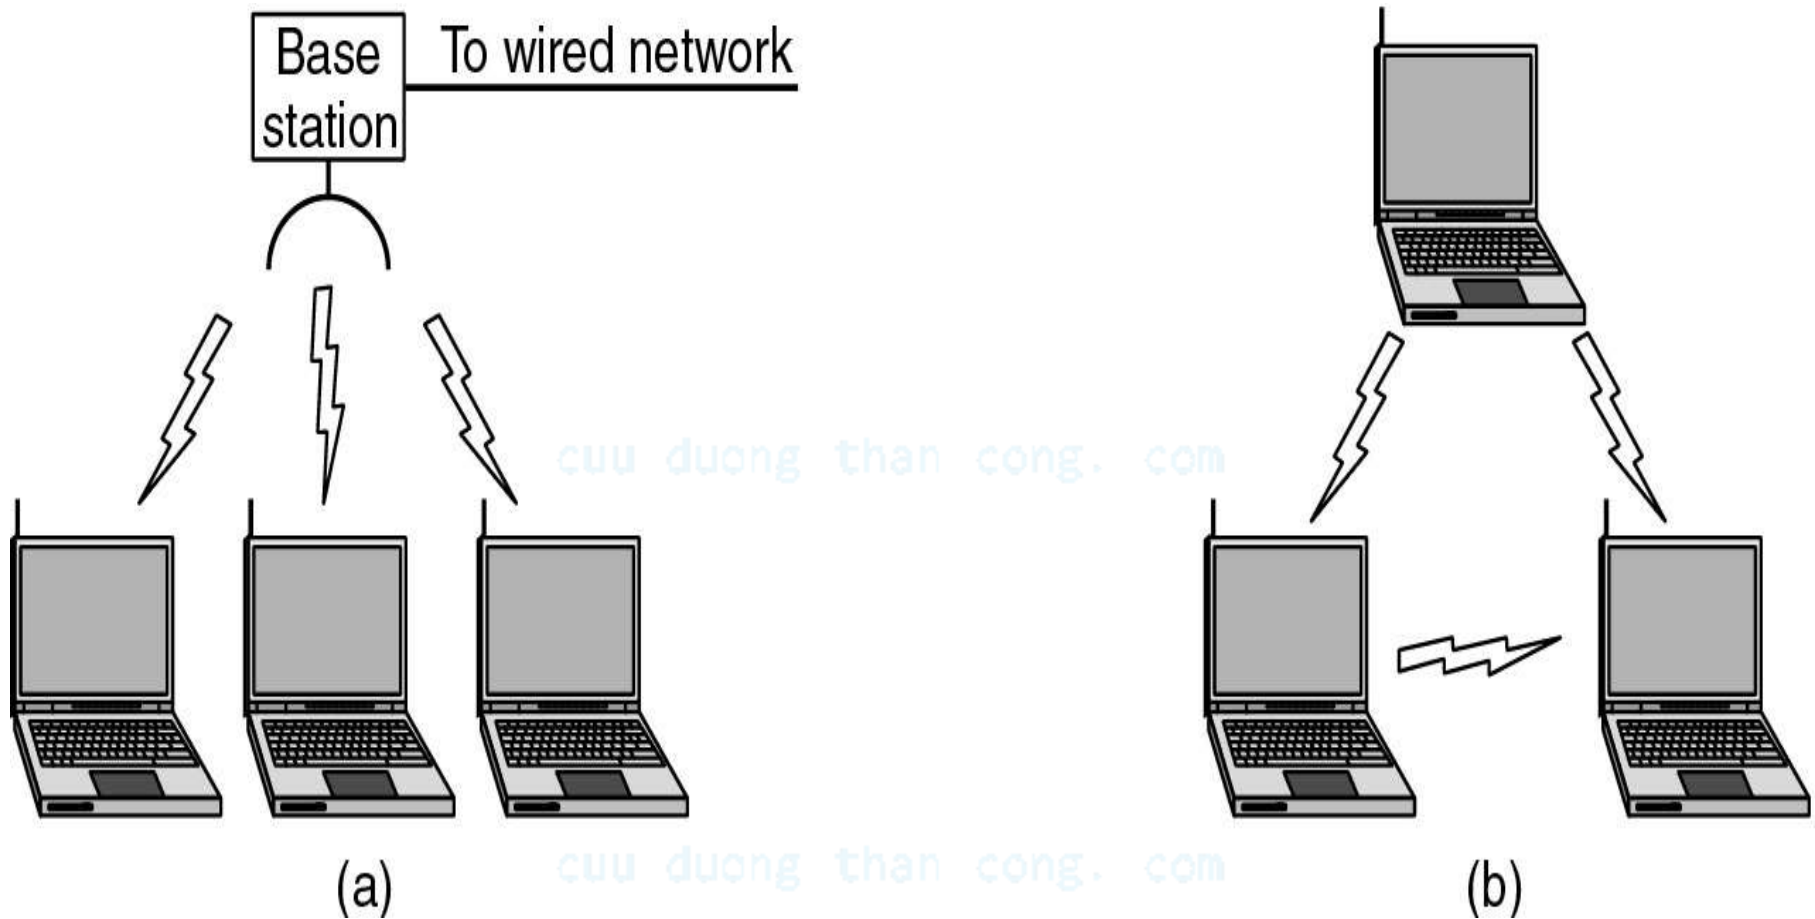 Base
station
To wired network
cuu duong than cong. com
cuu duong than cong. com
(a)
(b)